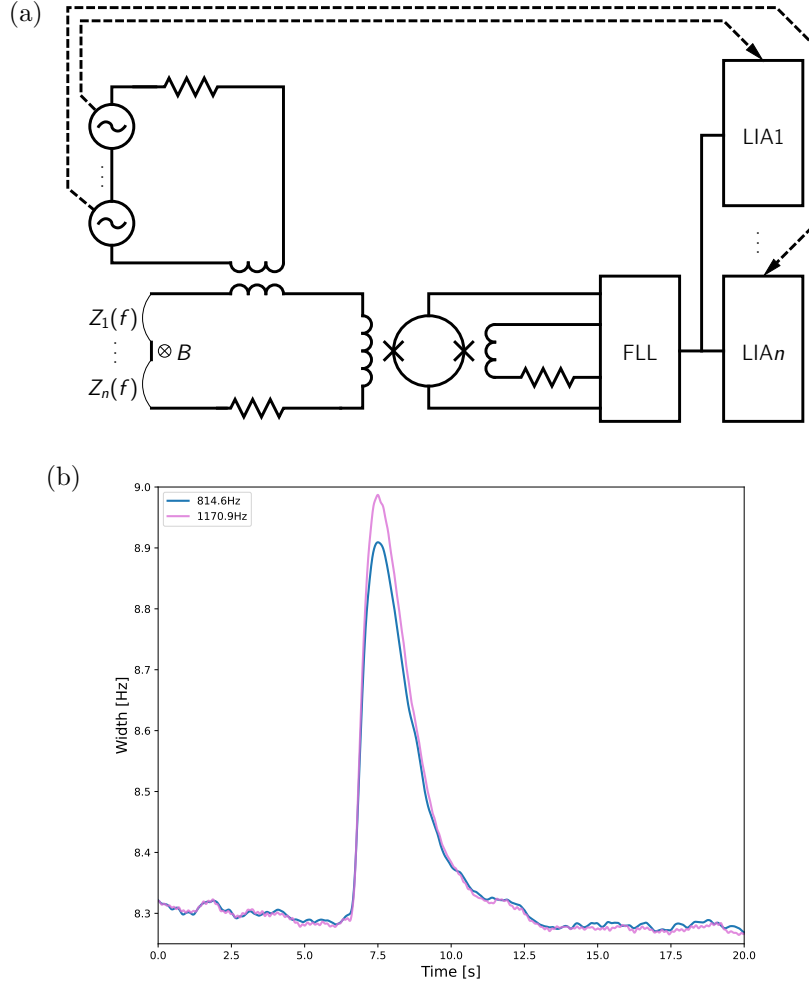 (a)
LIA1
Z₁(f)
⋮
Zₙ(f)
⊗ B
FLL
LIAn
(b)
814.6Hz
1170.9Hz
Width [Hz]
9.0
8.9
8.8
8.7
8.6
8.5
8.4
8.3
0.0 2.5 5.0 7.5 10.0 12.5 15.0 17.5 20.0
Time [s]